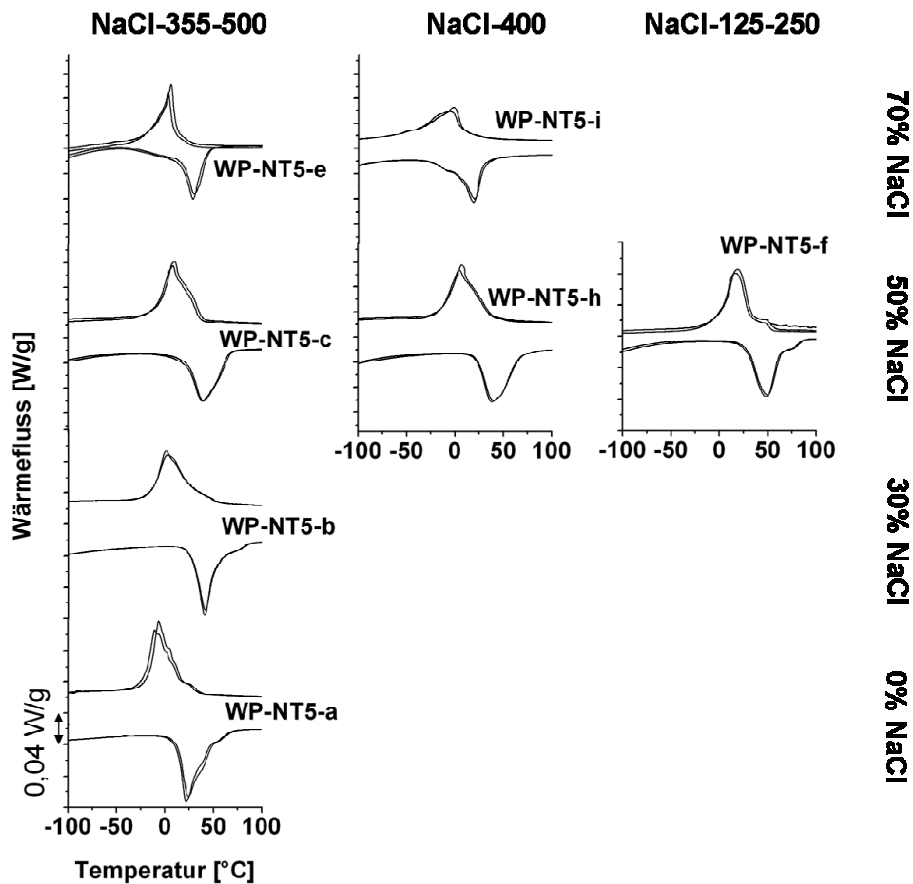 NaCl-355-500
NaCl-400
NaCl-125-250
WP-NT5-e
WP-NT5-i
70% NaCl
WP-NT5-c
WP-NT5-h
WP-NT5-f
50% NaCl
-100 -50 0 50 100
-100 -50 0 50 100
Wärmefluss [W/g]
WP-NT5-b
30% NaCl
WP-NT5-a
0% NaCl
0,04 W/g
-100 -50 0 50 100
Temperatur [°C]